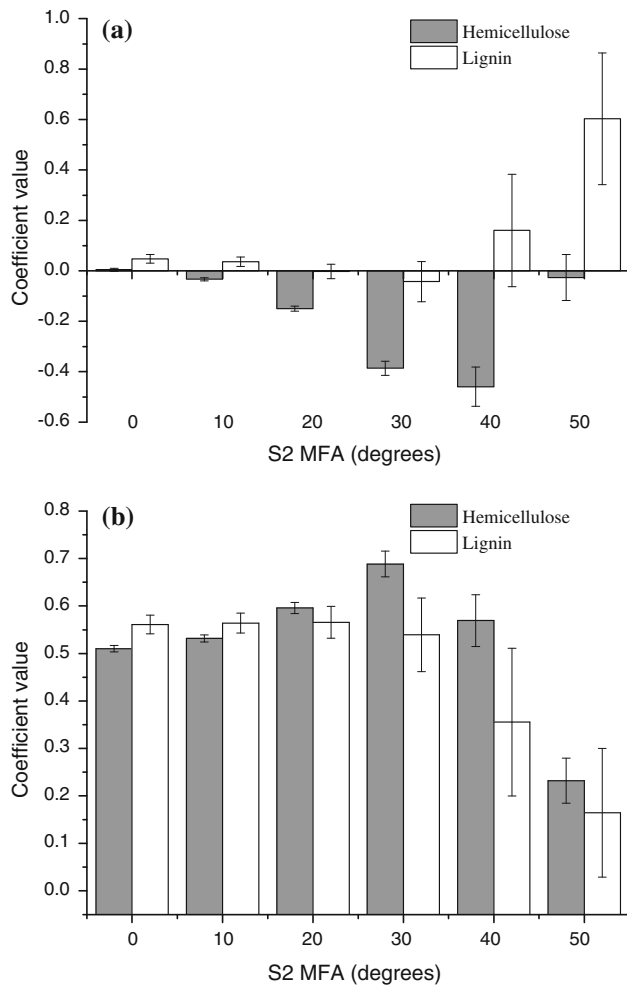 (a)
Hemicellulose
Lignin
1.0
0.8
0.6
0.4
0.2
0.0
-0.2
-0.4
-0.6
Coefficient value
0 10 20 30 40 50
S2 MFA (degrees)
(b)
Hemicellulose
Lignin
0.8
0.7
0.6
0.5
0.4
0.3
0.2
0.1
0.0
Coefficient value
0 10 20 30 40 50
S2 MFA (degrees)